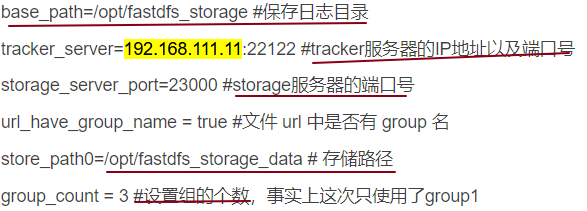 base_path=/opt/fastdfs_storage #保存日志目录
tracker_server=192.168.111.11:22122 #tracker服务器的IP地址以及端口号
storage_server_port=23000 #storage服务器的端口号
url_have_group_name = true #文件 url 中是否有 group 名
store_path0=/opt/fastdfs_storage_data # 存储路径
group_count = 3 #设置组的个数，事实上这次只使用了group1